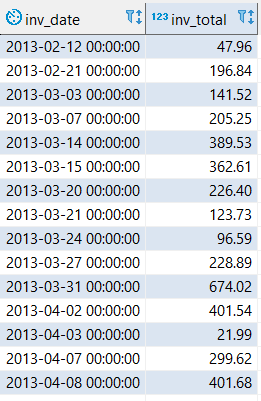 inv_date 123 inv_total
2013-02-12 00:00:00 47.96
2013-02-21 00:00:00 196.84
2013-03-03 00:00:00 141.52
2013-03-07 00:00:00 205.25
2013-03-14 00:00:00 389.53
2013-03-15 00:00:00 362.61
2013-03-20 00:00:00 226.40
2013-03-21 00:00:00 123.73
2013-03-24 00:00:00 96.59
2013-03-27 00:00:00 228.89
2013-03-31 00:00:00 674.02
2013-04-02 00:00:00 401.54
2013-04-03 00:00:00 21.99
2013-04-07 00:00:00 299.62
2013-04-08 00:00:00 401.68